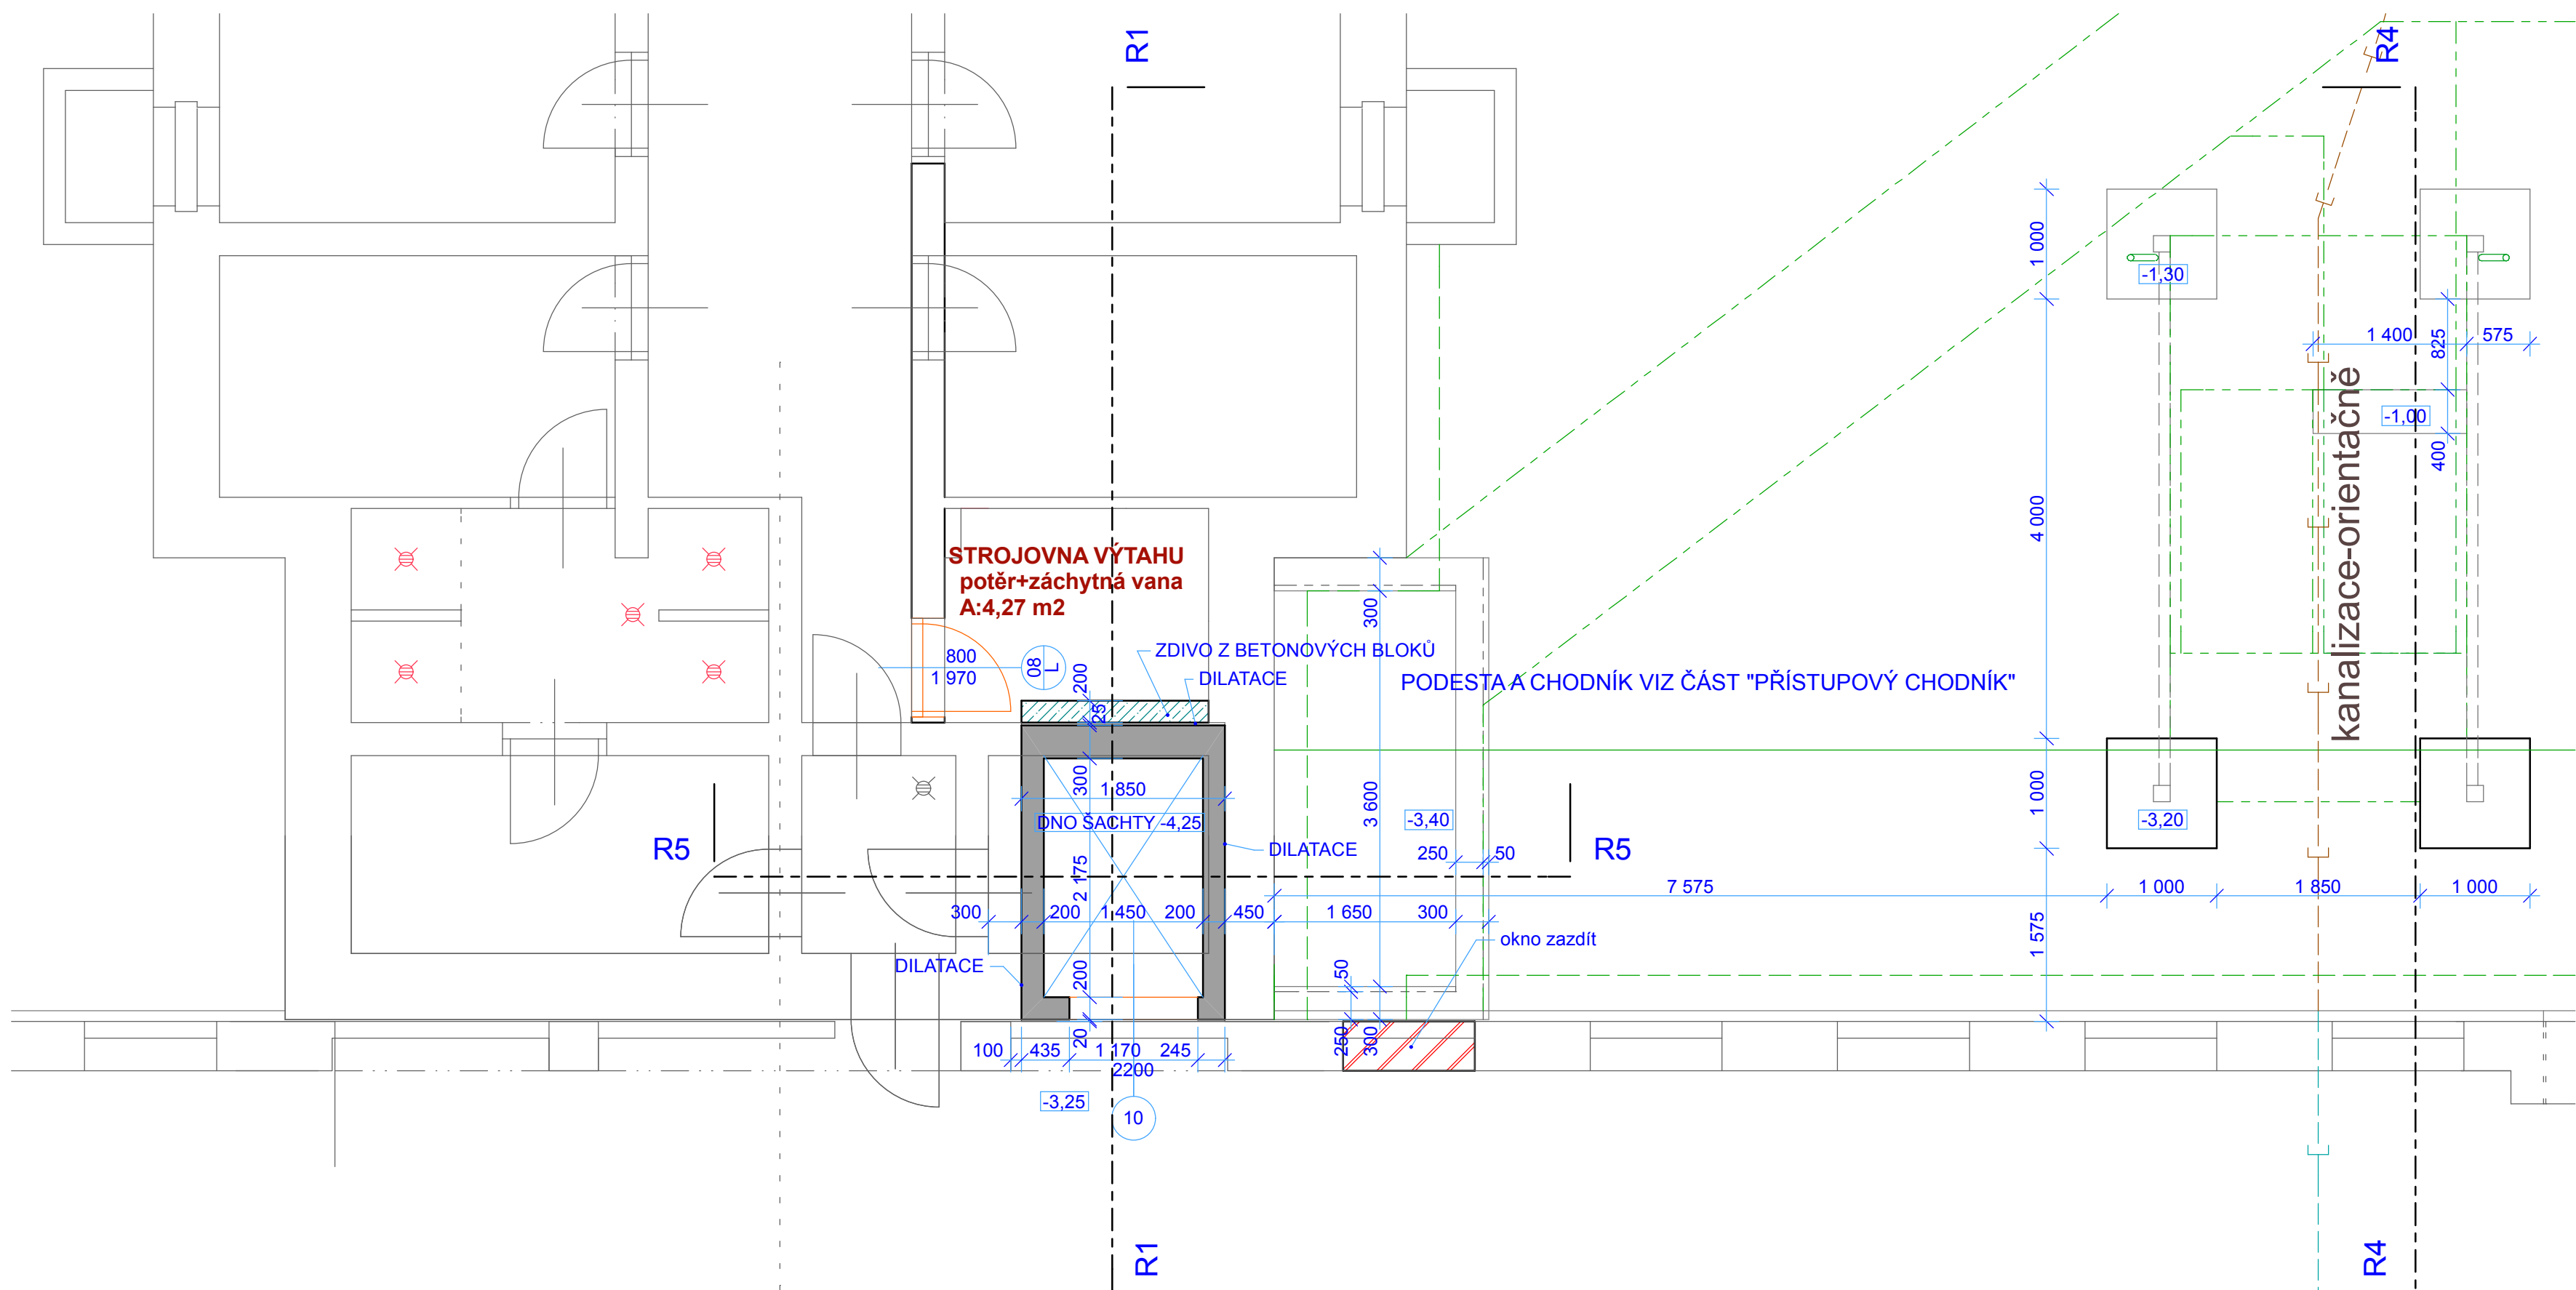 R1
R4
1 000
-1,30
1 400
825
575
-1,00
400
kanalizace-orientačně
4 000
STROJOVNA VÝTAHU
potěr+záchytná vana
A:4,27 m2
300
800
1 970
08
L
200
ZDIVO Z BETONOVÝCH BLOKŮ
DILATACE
25
PODESTA A CHODNÍK VIZ ČÁST "PŘÍSTUPOVÝ CHODNÍK"
300
1 850
3 600
1 000
DNO ŠACHTY -4,25
-3,40
-3,20
R5
DILATACE
R5
250
50
2 175
7 575
1 000
1 850
1 000
300
200
1 450
200
450
1 650
300
1 575
okno zazdít
DILATACE
200
50
20
250
300
100
435
1 170
245
2200
-3,25
10
R1
R4